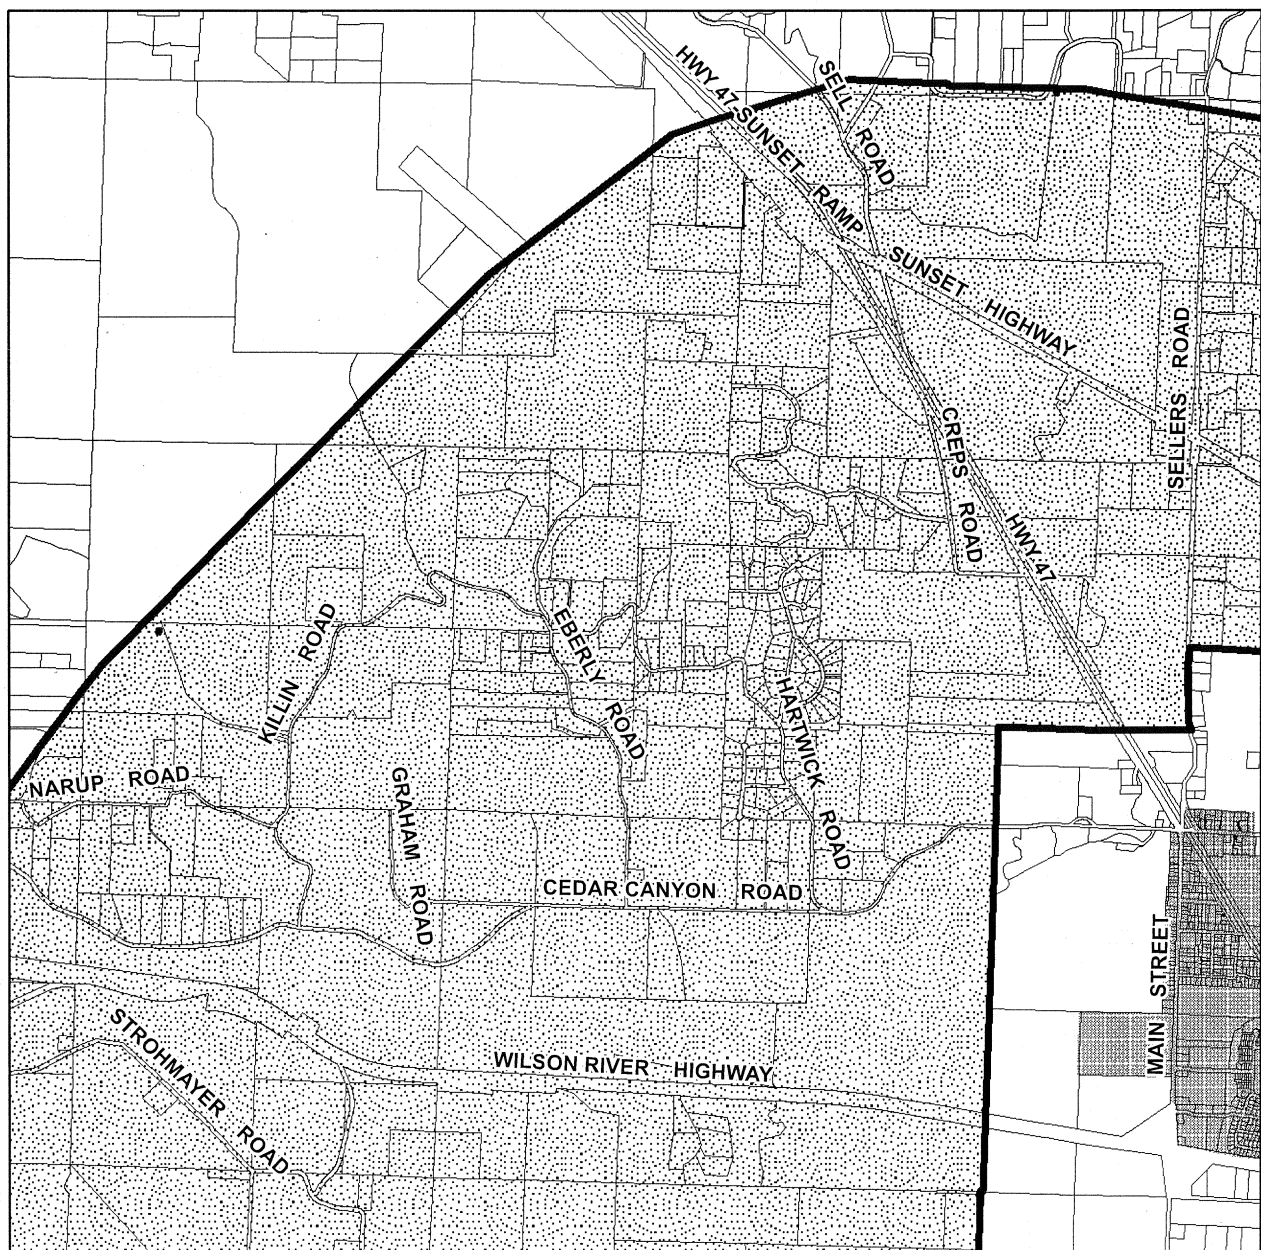 HWY 47-SUNSET RAMP
SELL ROAD
SUNSET HIGHWAY
SELLERS ROAD
CREPS ROAD
HWY 47
KILLIN ROAD
EBERLY ROAD
HARTWICK ROAD
NARUP ROAD
GRAHAM ROAD
CEDAR CANYON ROAD
MAIN STREET
STROHMAYER ROAD
WILSON RIVER HIGHWAY